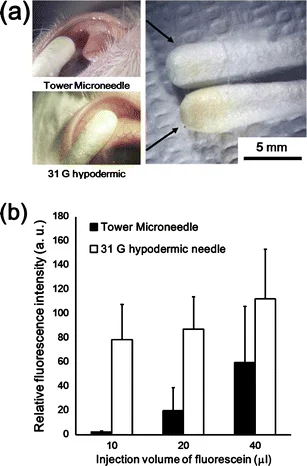 (a)
Tower Microneedle
31 G hypodermic
5 mm
(b)
Relative fluorescence intensity (a. u.)
180
160
140
120
100
80
60
40
20
0
Tower Microneedle
31 G hypodermic needle
10 20 40
Injection volume of fluorescein (μl)